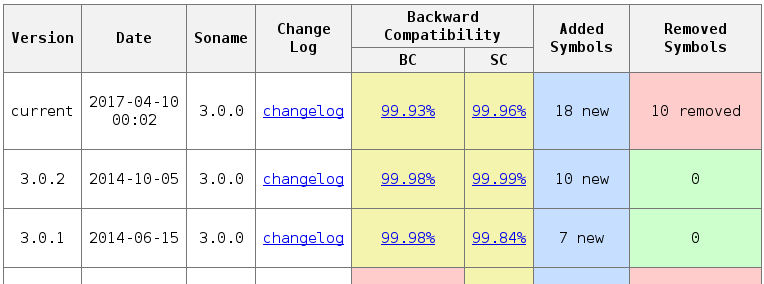 Version Date Soname Change Log Backward Compatibility Added Symbols Removed Symbols
BC SC
current 2017-04-10 00:02 3.0.0 changelog 99.93% 99.96% 18 new 10 removed
3.0.2 2014-10-05 3.0.0 changelog 99.98% 99.99% 10 new 0
3.0.1 2014-06-15 3.0.0 changelog 99.98% 99.84% 7 new 0